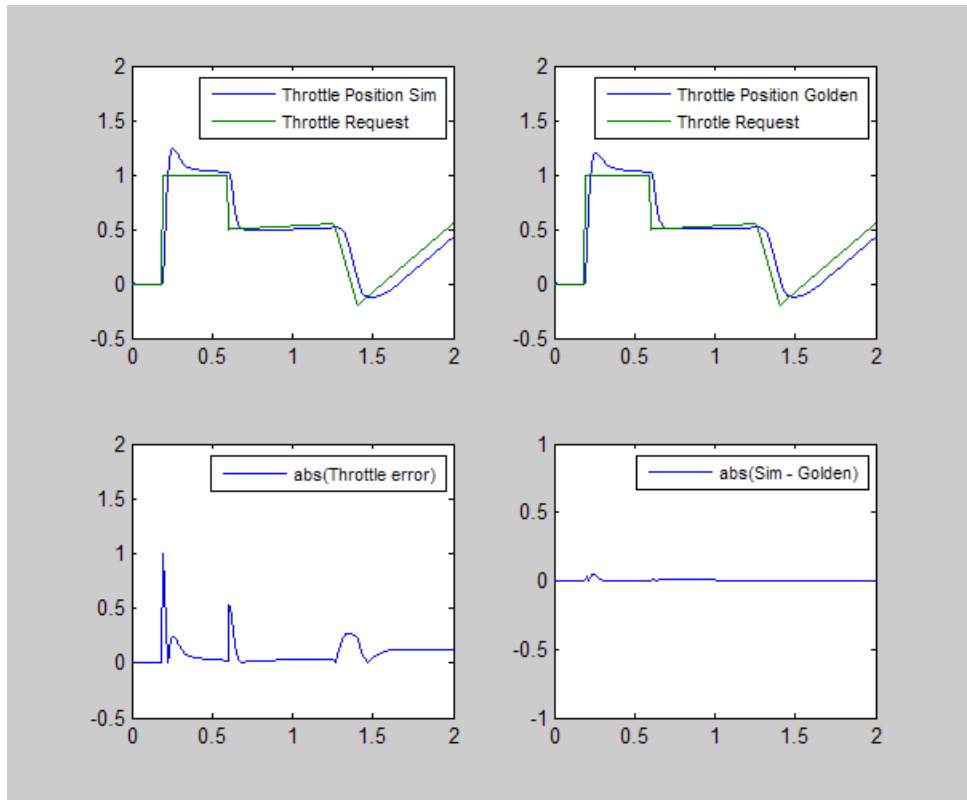 2
1.5
1
0.5
0
-0.5
0 0.5 1 1.5 2
Throttle Position Sim
Throttle Request
2
1.5
1
0.5
0
-0.5
0 0.5 1 1.5 2
Throttle Position Golden
Throttle Request
2
1.5
1
0.5
0
-0.5
0 0.5 1 1.5 2
abs(Throttle error)
1
0.5
0
-0.5
-1
0 0.5 1 1.5 2
abs(Sim - Golden)